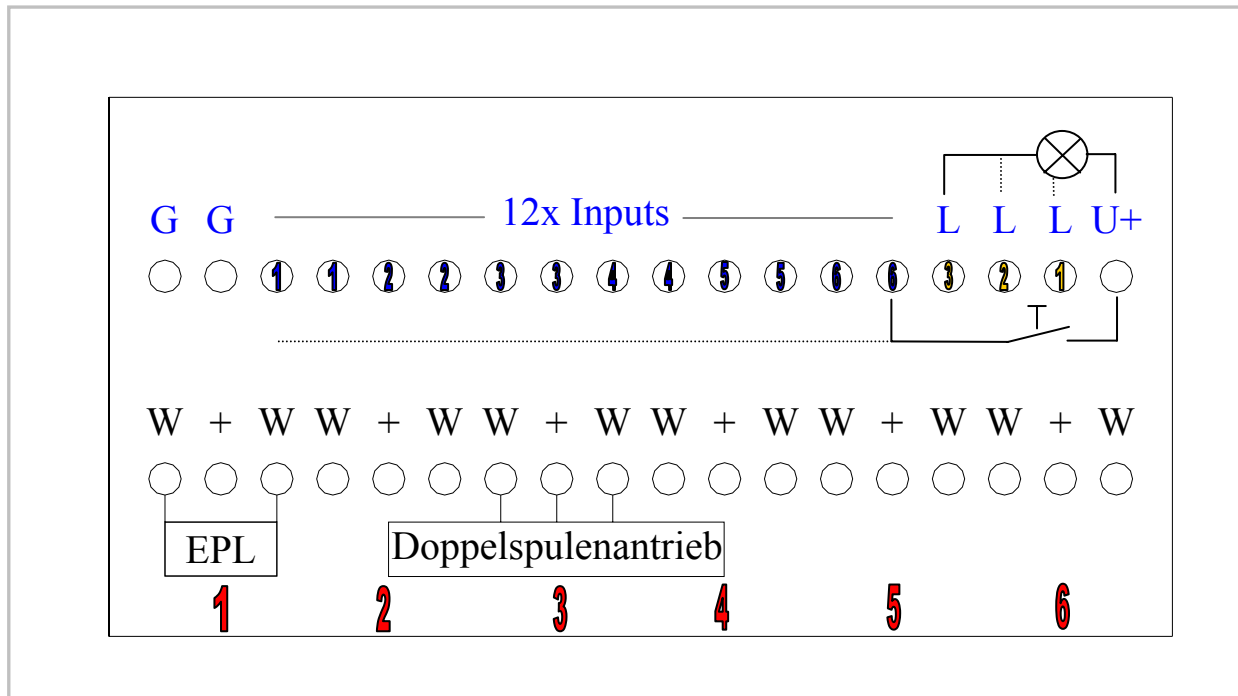 G G 12x Inputs L L L U+
1 1 2 2 3 3 4 4 5 5 6 6 3 2 1
W + W W + W W + W W + W W + W W + W
EPL Doppelspulenantrieb
1 2 3 4 5 6